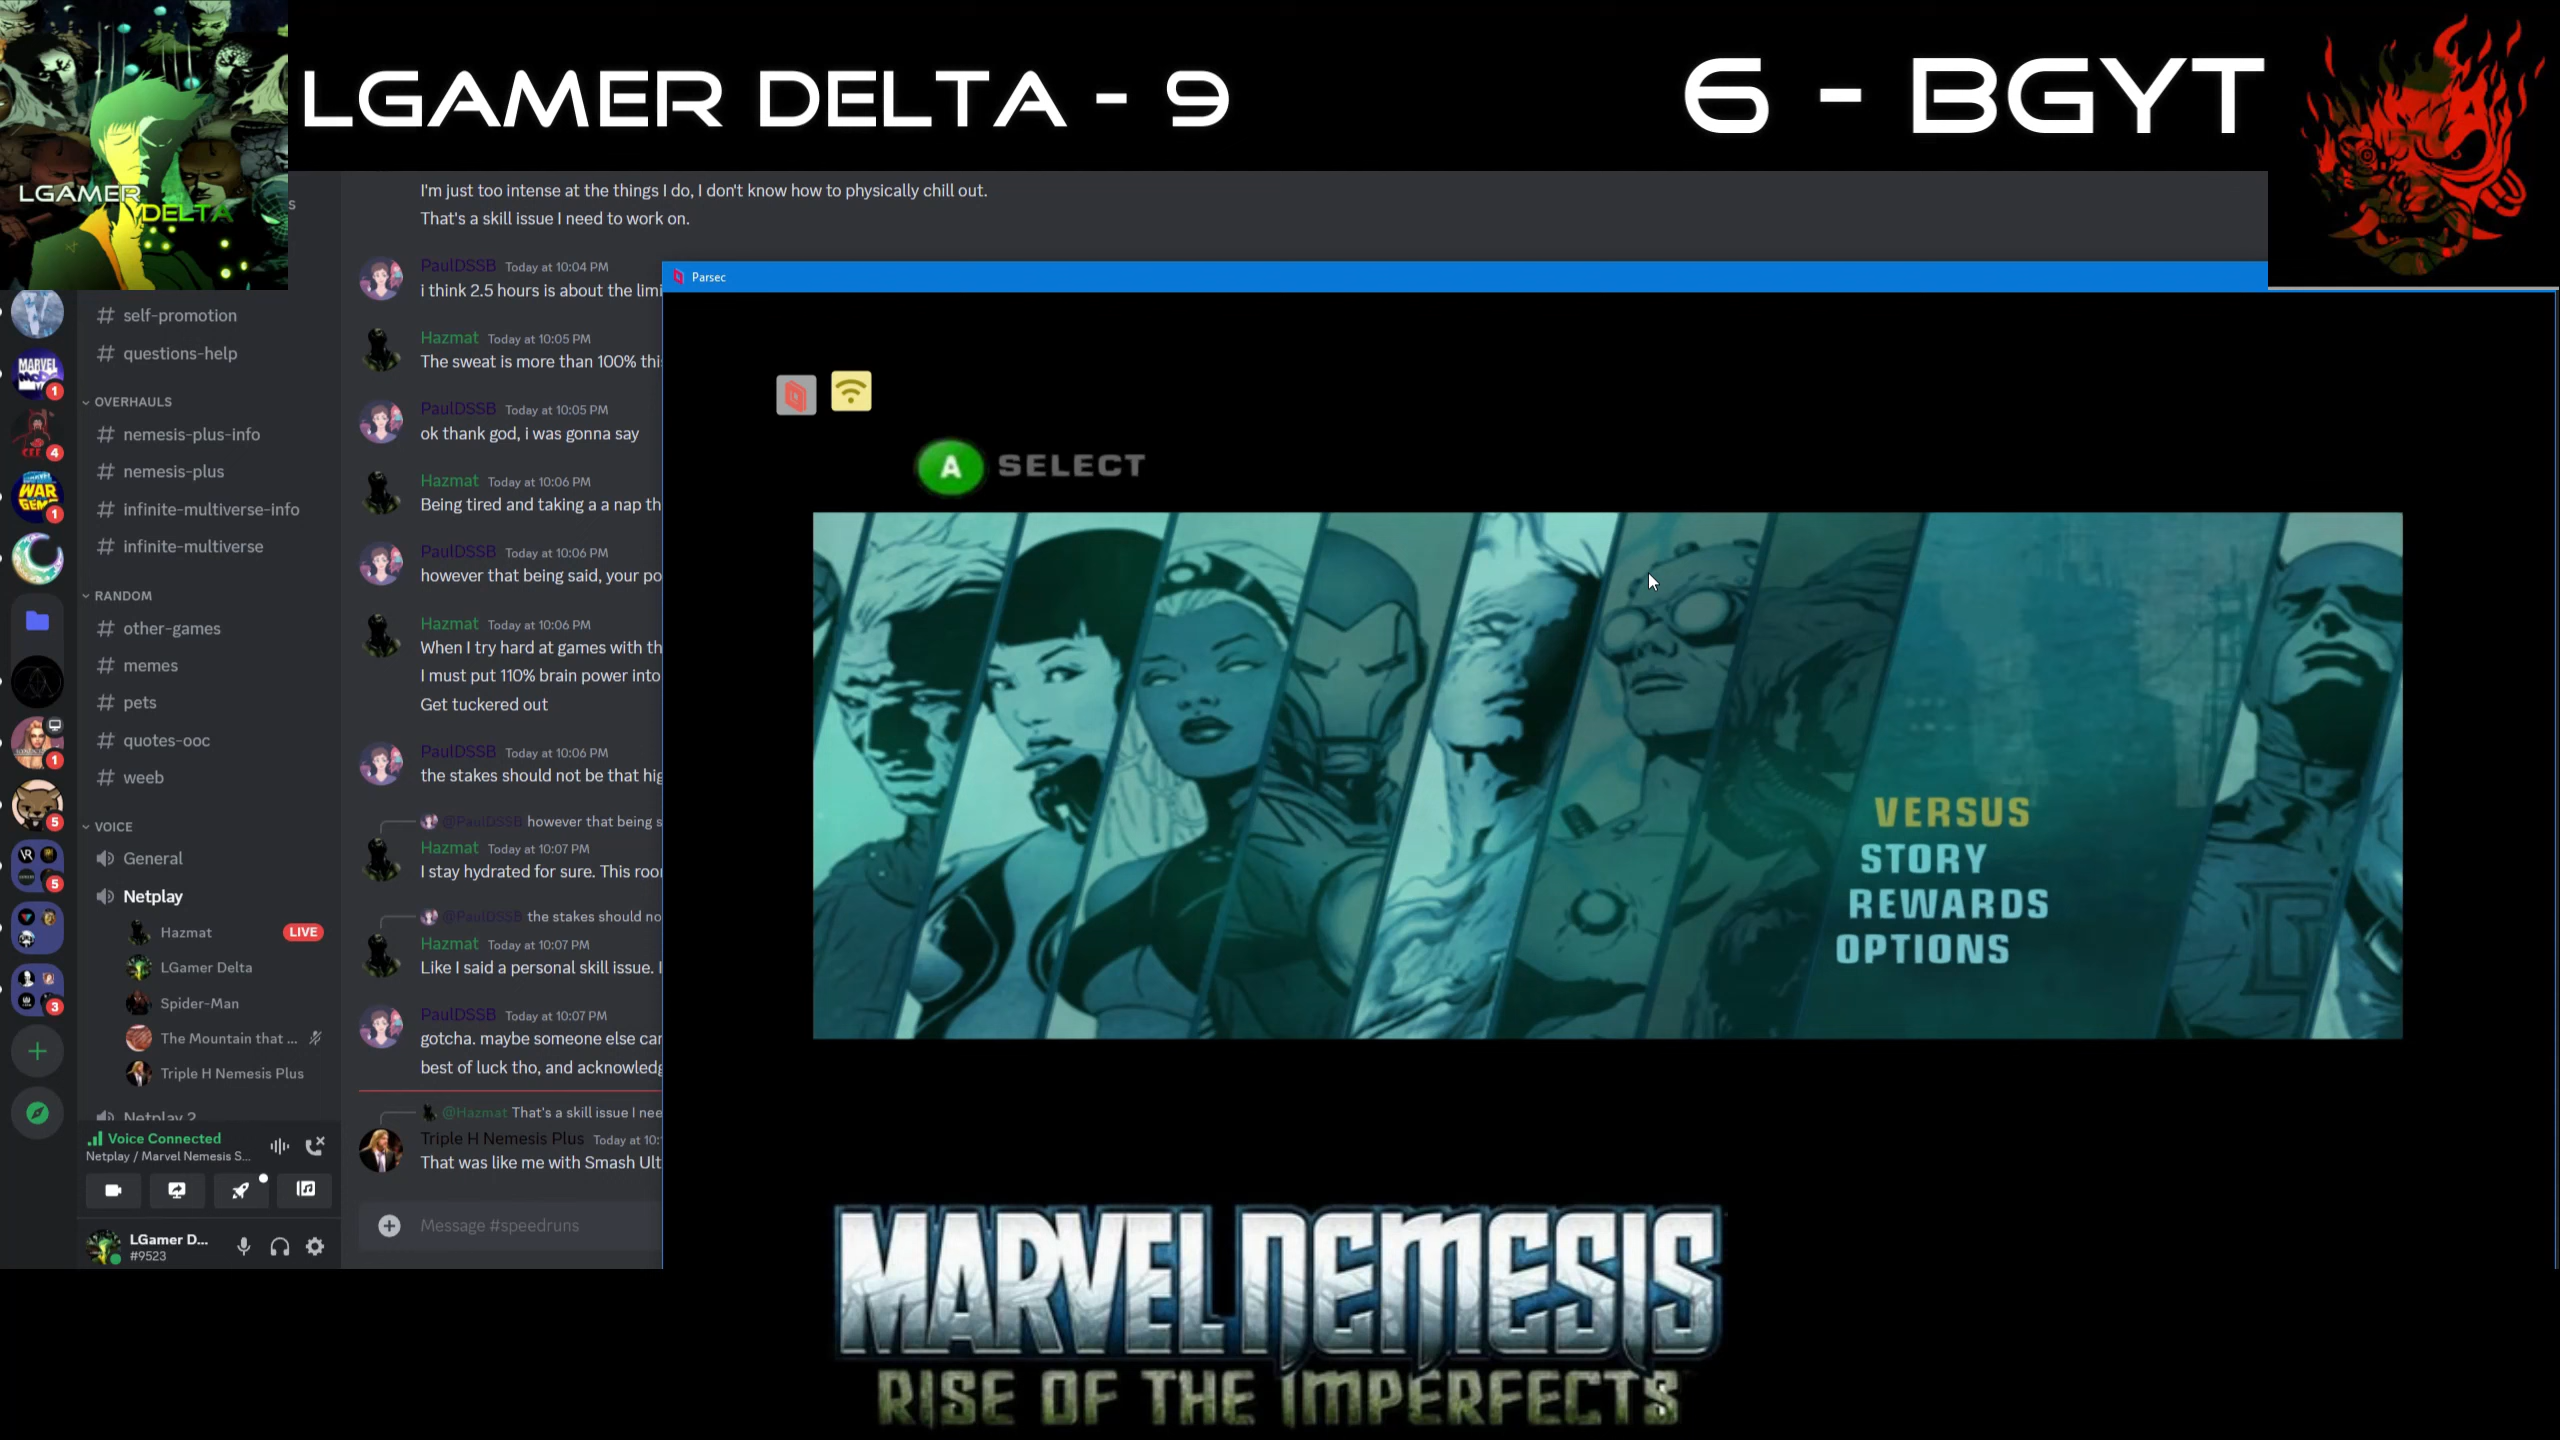 LGAMER DELTA - 9
6 - BGYT
LGAMER
DELTA
s
MARVEL
1
4
WAR
1
1
5
5
3
self-promotion
questions-help
OVERHAULS
nemesis-plus-info
nemesis-plus
infinite-multiverse-info
infinite-multiverse
RANDOM
other-games
memes
pets
quotes-ooc
weeb
VOICE
General
Netplay
Hazmat LIVE
LGamer Delta
Spider-Man
The Mountain that ...
Triple H Nemesis Plus
Netplay 2
Voice Connected
Netplay / Marvel Nemesis S...
LGamer D...
#9523
I'm just too intense at the things I do, I don't know how to physically chill out.
That's a skill issue I need to work on.
PaulDSSB Today at 10:04 PM
i think 2.5 hours is about the limi
Hazmat Today at 10:05 PM
The sweat is more than 100% this
PaulDSSB Today at 10:05 PM
ok thank god, i was gonna say
Hazmat Today at 10:06 PM
Being tired and taking a a nap th
PaulDSSB Today at 10:06 PM
however that being said, your po
Hazmat Today at 10:06 PM
When I try hard at games with th
I must put 110% brain power into
Get tuckered out
PaulDSSB Today at 10:06 PM
the stakes should not be that hig
@PaulDSSB however that being s
Hazmat Today at 10:07 PM
I stay hydrated for sure. This roor
@PaulDSSB the stakes should no
Hazmat Today at 10:07 PM
Like I said a personal skill issue. I
PaulDSSB Today at 10:07 PM
gotcha. maybe someone else car
best of luck tho, and acknowledg
@Hazmat That's a skill issue I nee
Triple H Nemesis Plus Today at 10:
That was like me with Smash Ult
Message #speedruns
Parsec
A SELECT
VERSUS
STORY
REWARDS
OPTIONS
MARVEL NEMESIS
RISE OF THE IMPERFECTS